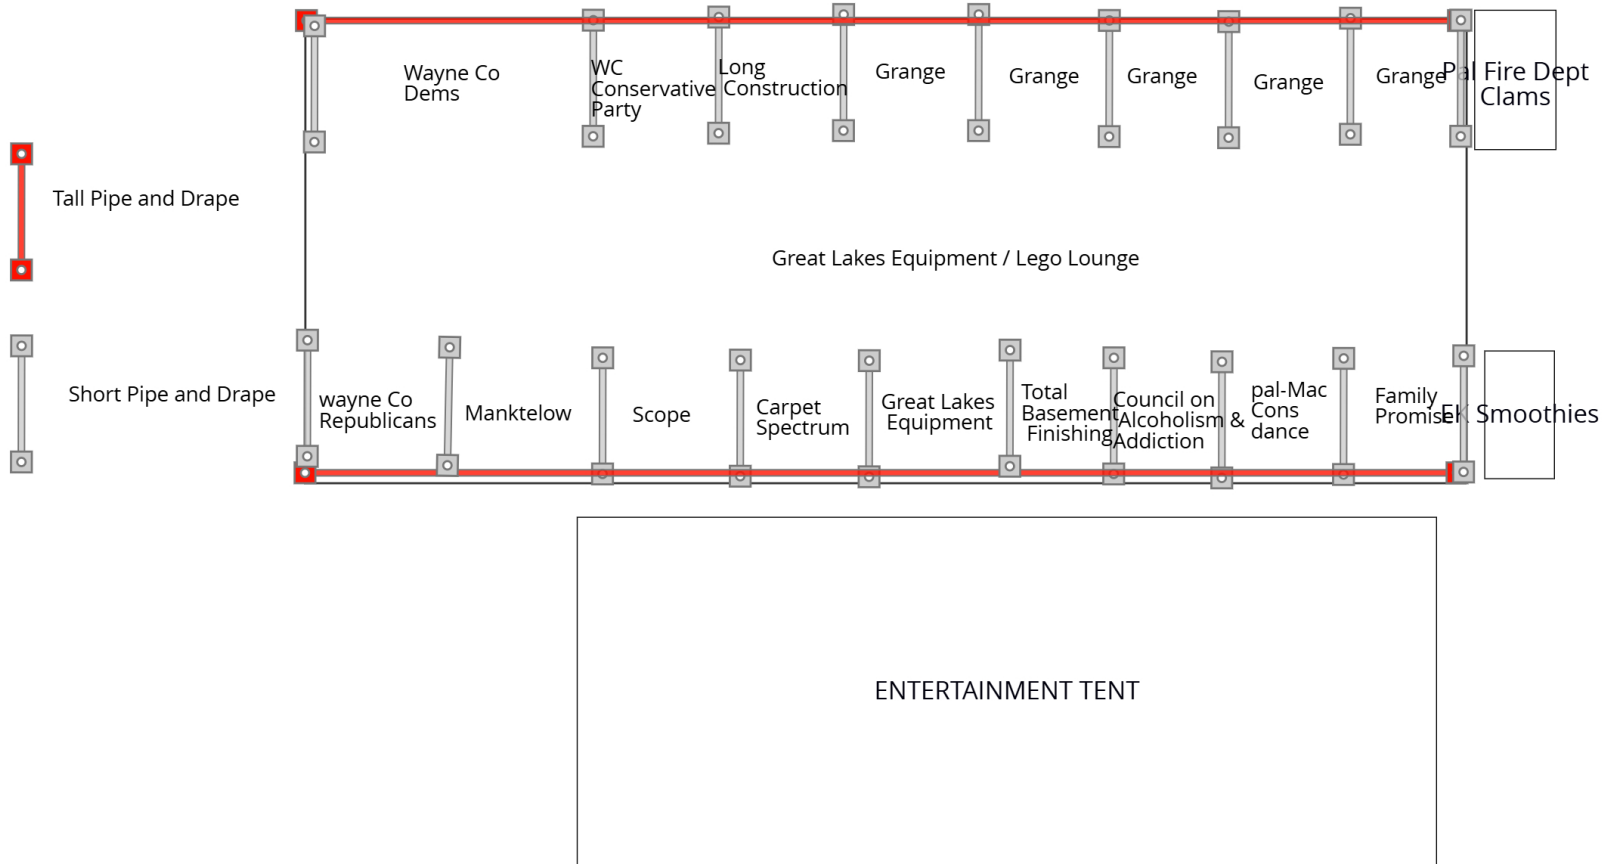 Wayne Co
Dems
WC
Conservative
Party
Long
Construction
Grange
Grange
Grange
Grange
Grange
Pal Fire Dept
Clams
Tall Pipe and Drape
Great Lakes Equipment / Lego Lounge
Short Pipe and Drape
wayne Co
Republicans
Manktelow
Scope
Carpet
Spectrum
Great Lakes
Equipment
Total
Basement
Finishing
Council on
Alcoholism &
Addiction
pal-Mac
Cons
dance
Family
Promise
EK Smoothies
ENTERTAINMENT TENT